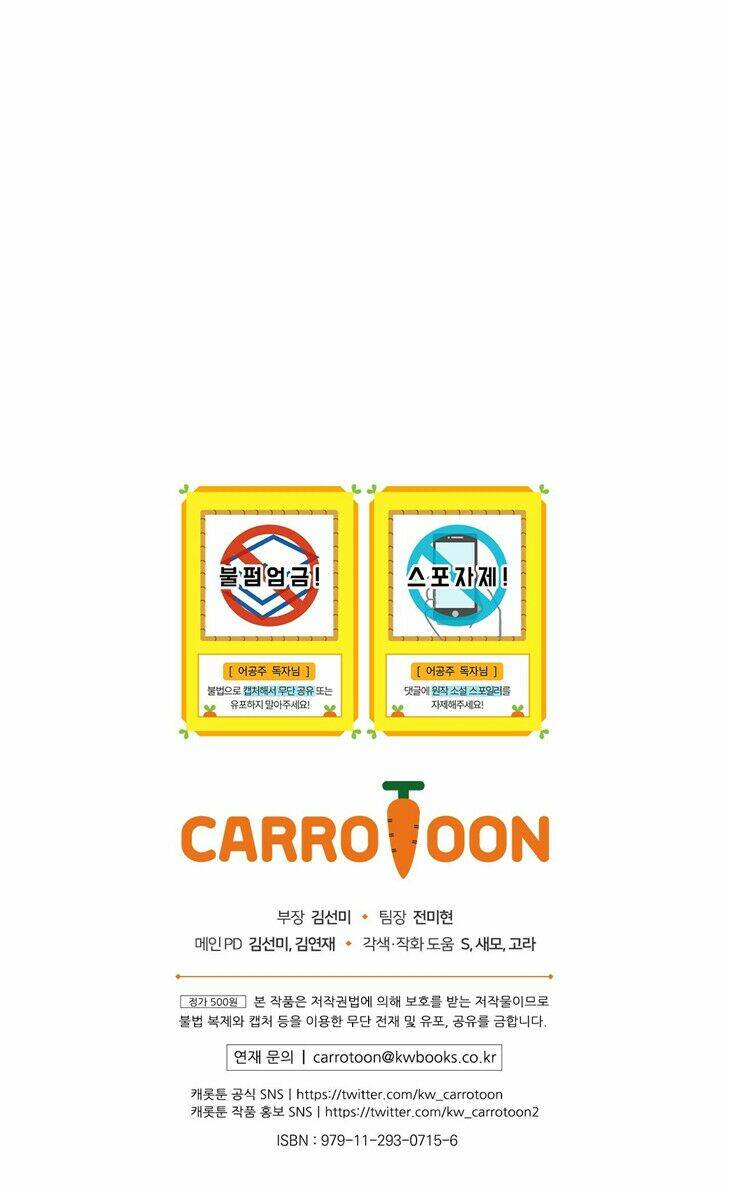 불펌엄금!
[ 어공주 독자님 ]
불법으로 캡처해서 무단 공유 또는
유포하지 말아주세요!
스포자제!
[ 어공주 독자님 ]
댓글에 원작 소설 스포일러를
자제해주세요!
CARROTOON
부장 김선미 • 팀장 전미현
메인PD 김선미, 김연재 • 각색·작화 도움 S, 새모, 고라
정가 500원 본 작품은 저작권법에 의해 보호를 받는 저작물이므로
불법 복제와 캡처 등을 이용한 무단 전재 및 유포, 공유를 금합니다.
연재 문의 | carrotoon@kwbooks.co.kr
캐롯툰 공식 SNS | https://twitter.com/kw_carrotoon
캐롯툰 작품 홍보 SNS | https://twitter.com/kw_carrotoon2
ISBN : 979-11-293-0715-6